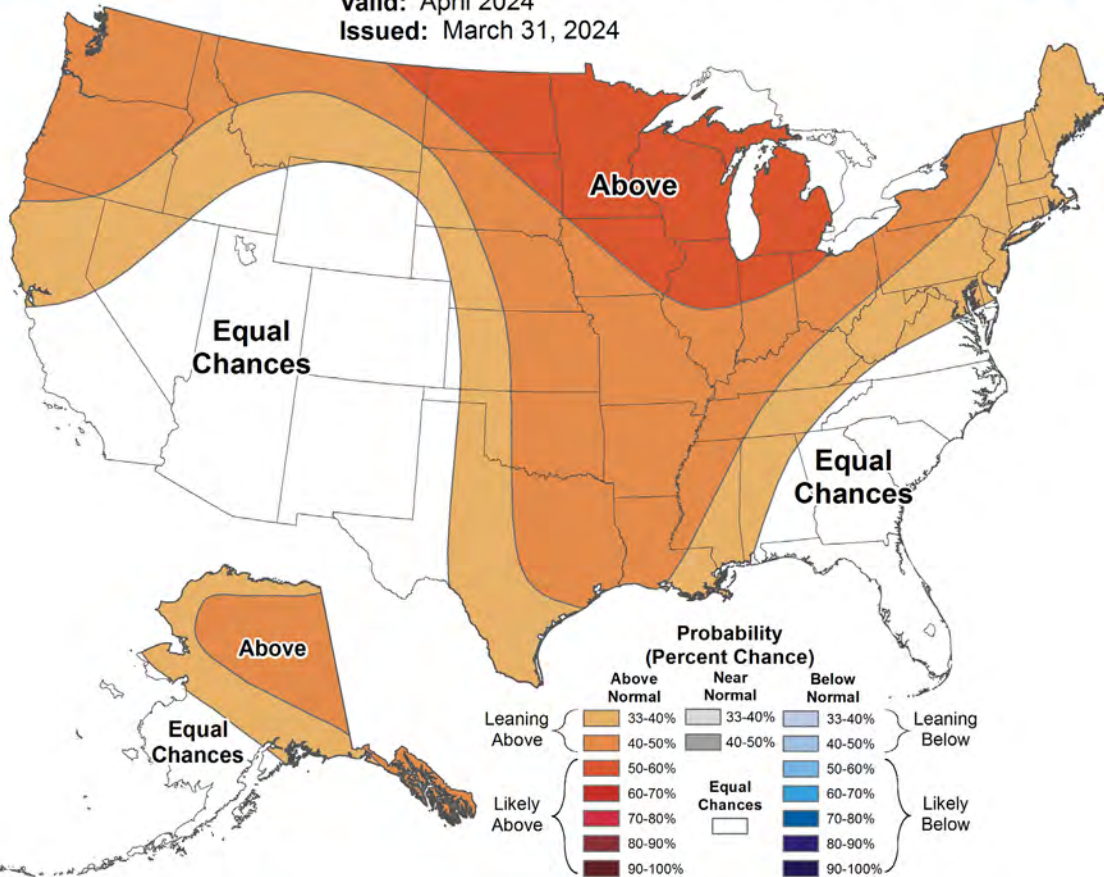 Valid: April 2024
Issued: March 31, 2024
Above
Equal
Chances
Equal
Chances
Above
Equal
Chances
Probability
(Percent Chance)
Above
Normal
Near
Normal
Below
Normal
Leaning
Above
33-40%
33-40%
33-40%
Leaning
Below
40-50%
40-50%
40-50%
Likely
Above
50-60%
50-60%
Likely
Below
60-70%
Equal
Chances
60-70%
70-80%
70-80%
80-90%
80-90%
90-100%
90-100%